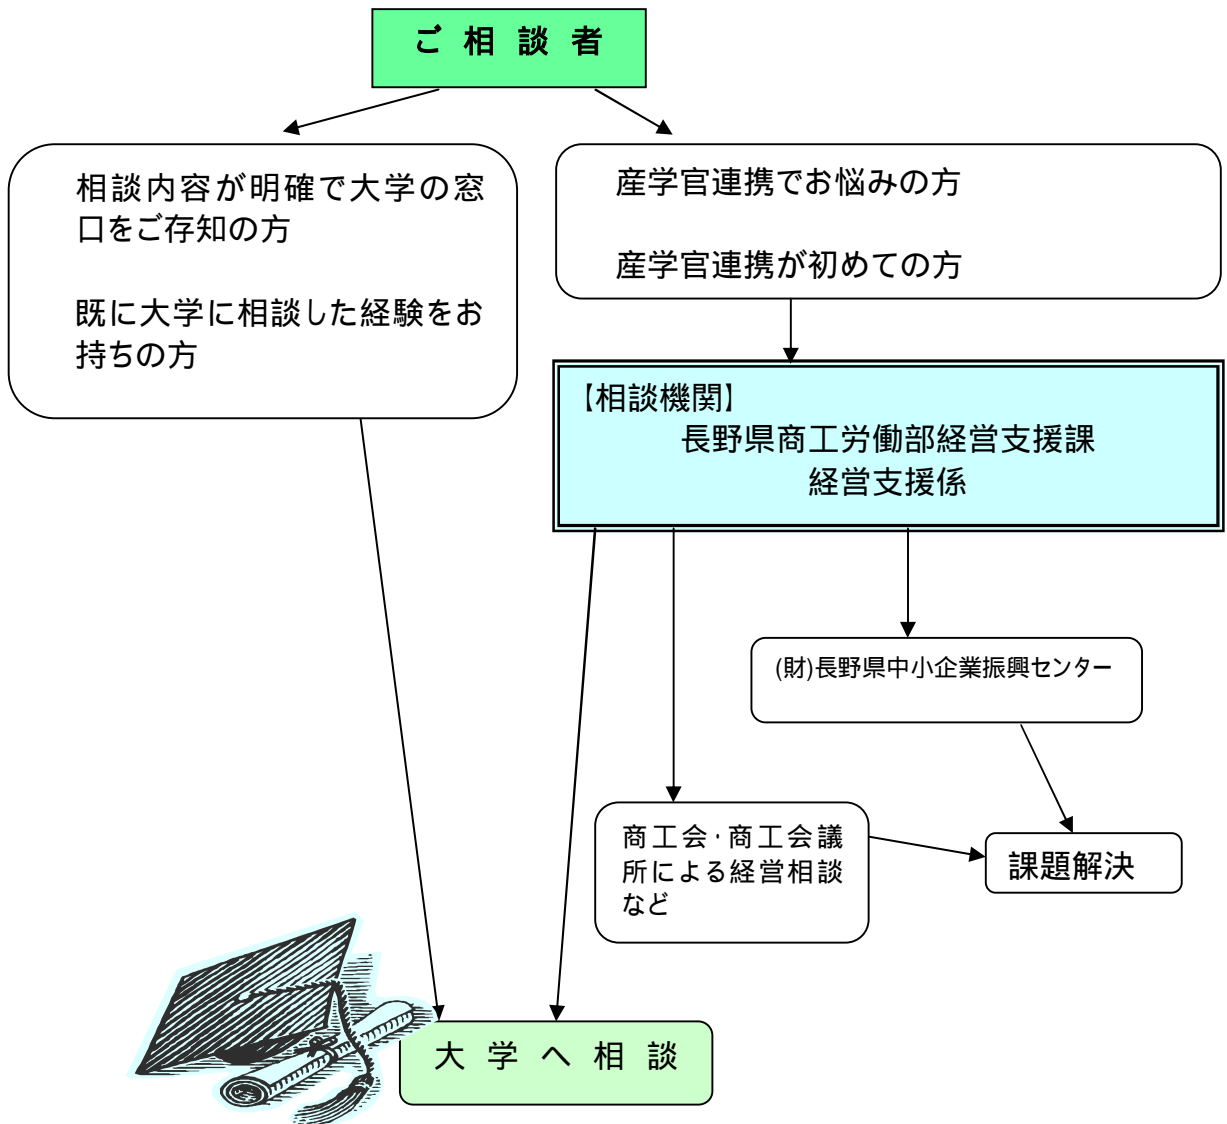 ご相談者
相談内容が明確で大学の窓
口をご存知の方
既に大学に相談した経験をお
持ちの方
産学官連携でお悩みの方
産学官連携が初めての方
【相談機関】
長野県商工労働部経営支援課
経営支援係
(財)長野県中小企業振興センター
商工会・商工会議
所による経営相談
など
課題解決
大学へ相談